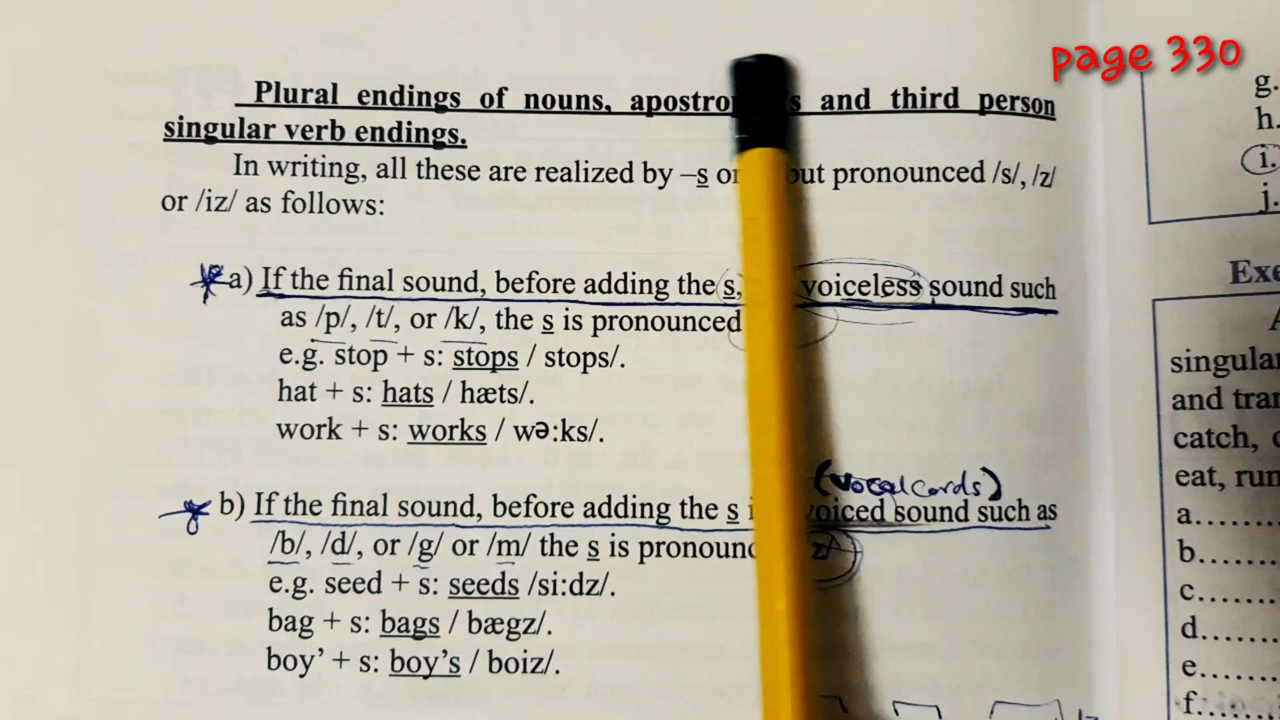 page 330
Plural endings of nouns, apostro s and third person
singular verb endings.
In writing, all these are realized by –s or but pronounced /s/, /z/
or /iz/ as follows:
a) If the final sound, before adding the s, voiceless sound such
as /p/, /t/, or /k/, the s is pronounced
e.g. stop + s: stops / stops/.
hat + s: hats / hæts/.
work + s: works / wə:ks/.
(vocal cords)
b) If the final sound, before adding the s voiced sound such as
/b/, /d/, or /g/ or /m/ the s is pronoun z/
e.g. seed + s: seeds /si:dz/.
bag + s: bags / bægz/.
boy’ + s: boy’s / boiz/.
g.
h.
i.
j.
Exe
A
singular
and tran
catch,
eat, run
a........
b.......
c.......
d.......
e.......
f.......